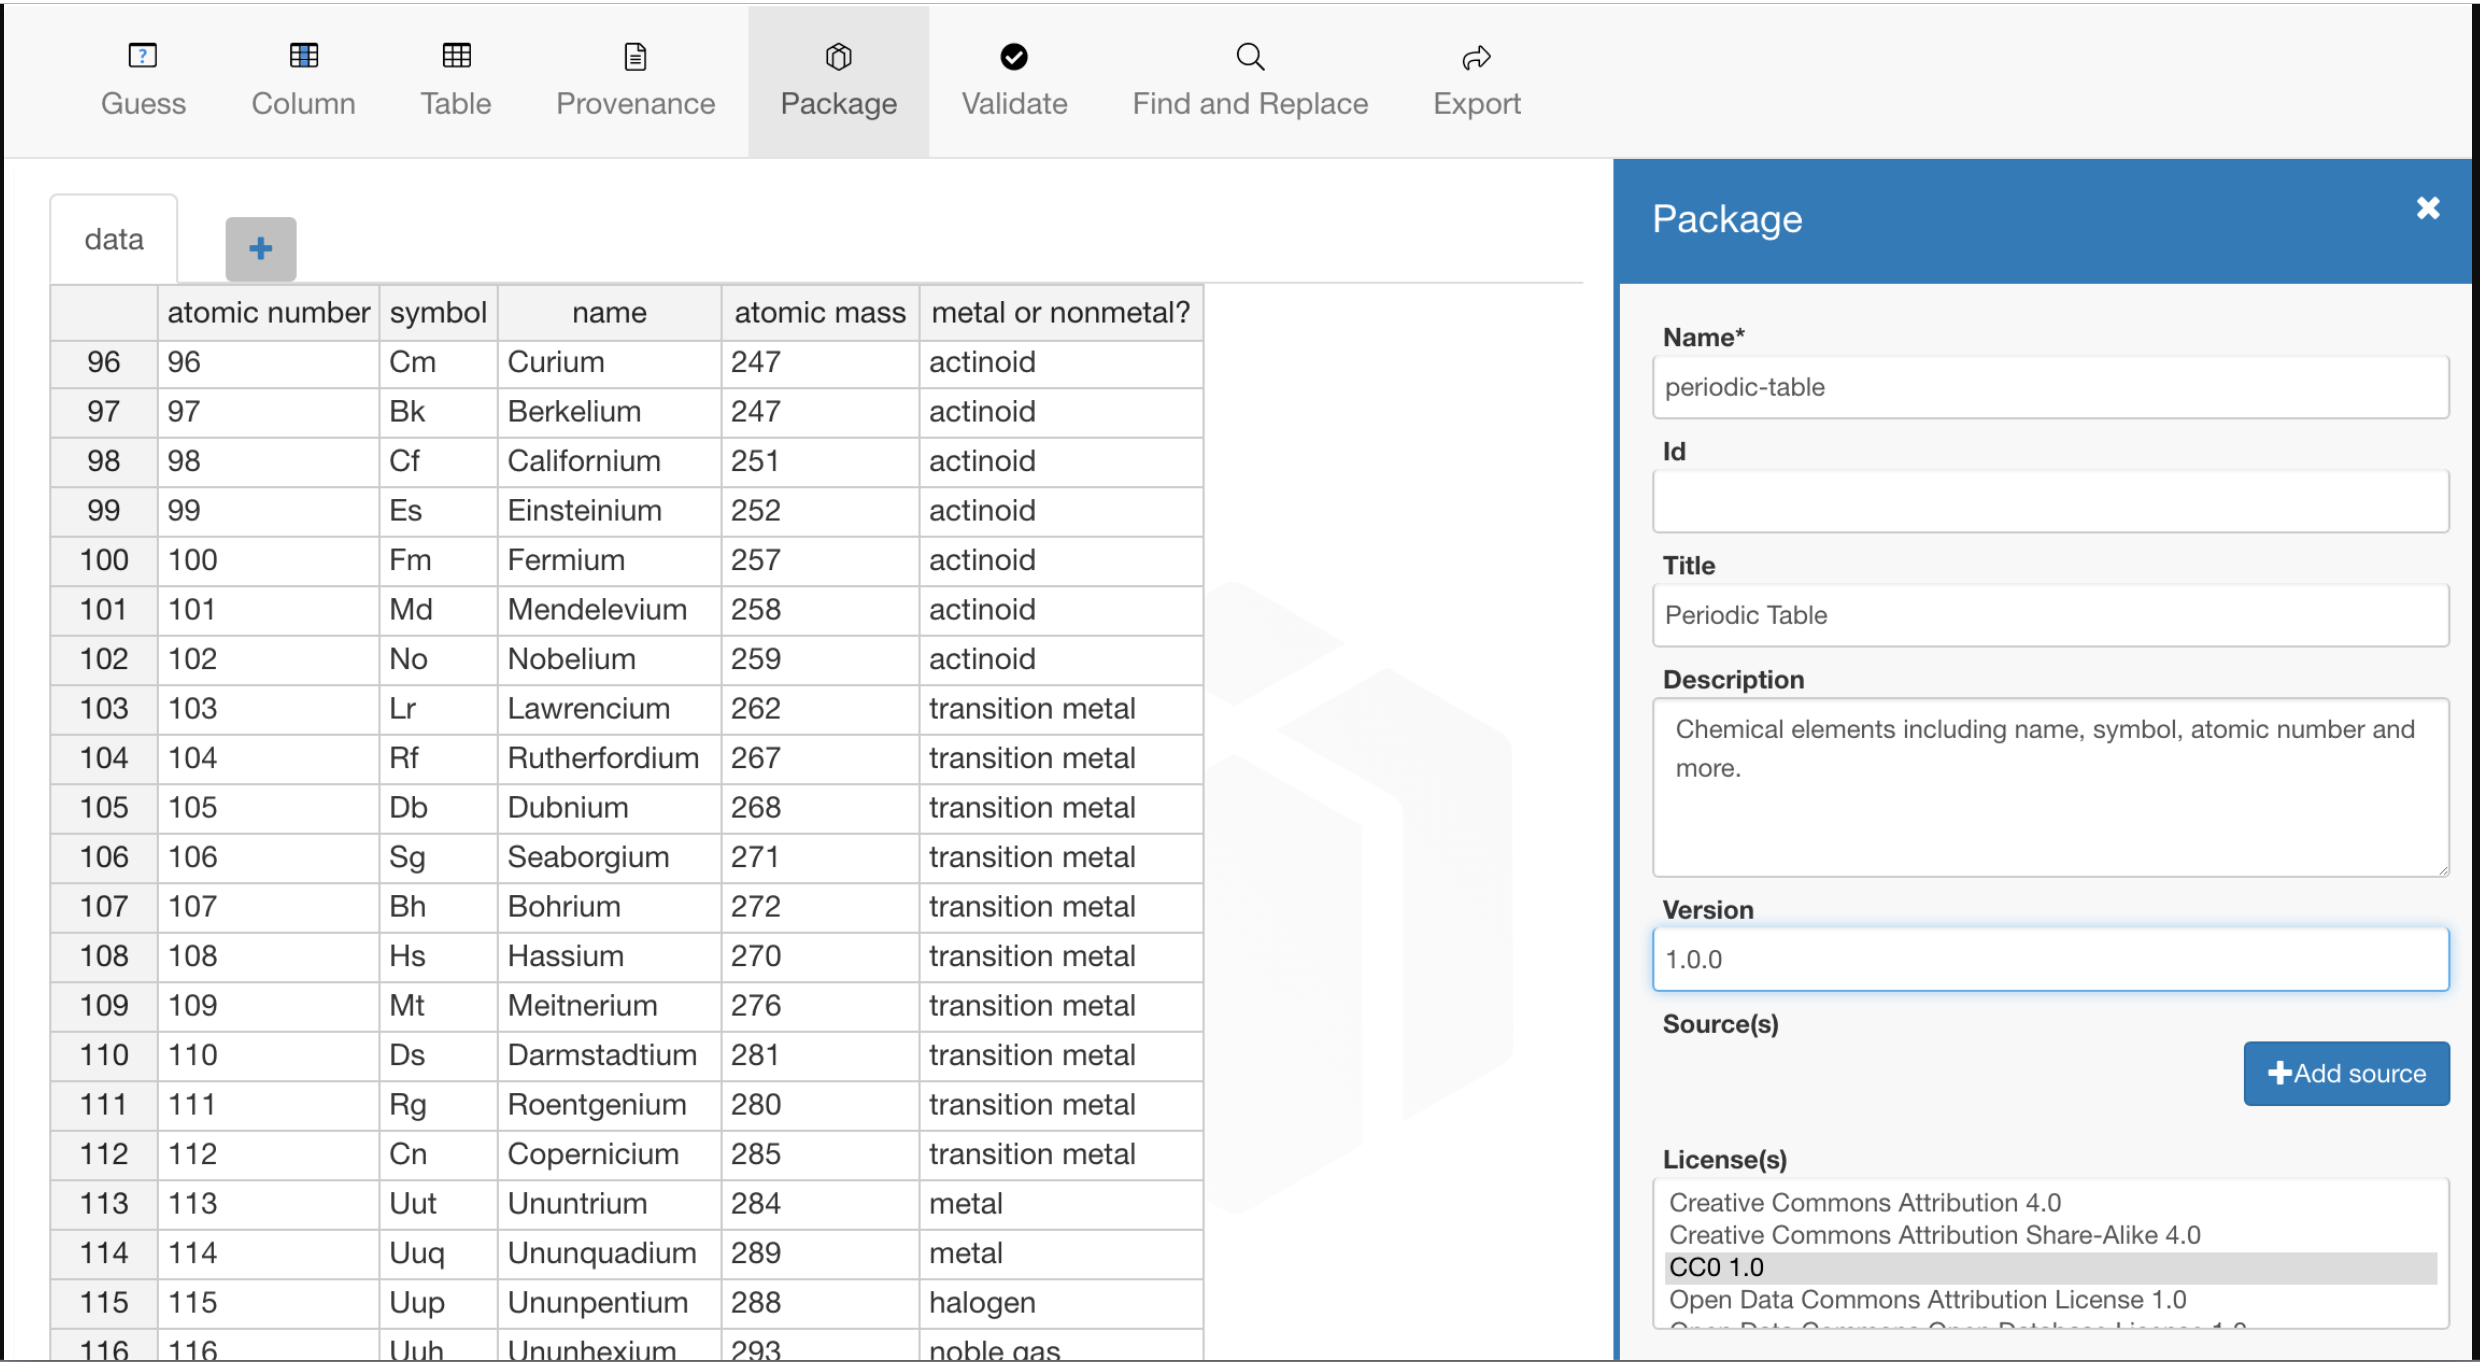 Guess Column Table Provenance Package Validate Find and Replace Export
data
atomic number symbol name atomic mass metal or nonmetal?
96 96 Cm Curium 247 actinoid
97 97 Bk Berkelium 247 actinoid
98 98 Cf Californium 251 actinoid
99 99 Es Einsteinium 252 actinoid
100 100 Fm Fermium 257 actinoid
101 101 Md Mendelevium 258 actinoid
102 102 No Nobelium 259 actinoid
103 103 Lr Lawrencium 262 transition metal
104 104 Rf Rutherfordium 267 transition metal
105 105 Db Dubnium 268 transition metal
106 106 Sg Seaborgium 271 transition metal
107 107 Bh Bohrium 272 transition metal
108 108 Hs Hassium 270 transition metal
109 109 Mt Meitnerium 276 transition metal
110 110 Ds Darmstadtium 281 transition metal
111 111 Rg Roentgenium 280 transition metal
112 112 Cn Copernicium 285 transition metal
113 113 Uut Ununtrium 284 metal
114 114 Uuq Ununquadium 289 metal
115 115 Uup Ununpentium 288 halogen
116 116 Uuh Ununhexium 293 noble gas
Package
Name*
periodic-table
Id
Title
Periodic Table
Description
Chemical elements including name, symbol, atomic number and
more.
Version
1.0.0
Source(s)
Add source
License(s)
Creative Commons Attribution 4.0
Creative Commons Attribution Share-Alike 4.0
CC0 1.0
Open Data Commons Attribution License 1.0
Open Data Commons Open Database License 1.0